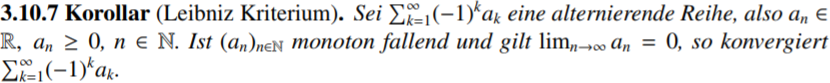 3.10.7 Korollar (Leibniz Kriterium). Sei ∑_{k=1}^{∞}(−1)^k a_k eine alternierende Reihe, also a_n ∈
ℝ, a_n ≥ 0, n ∈ ℕ. Ist (a_n)_{n∈ℕ} monoton fallend und gilt lim_{n→∞} a_n = 0, so konvergiert
∑_{k=1}^{∞}(−1)^k a_k.